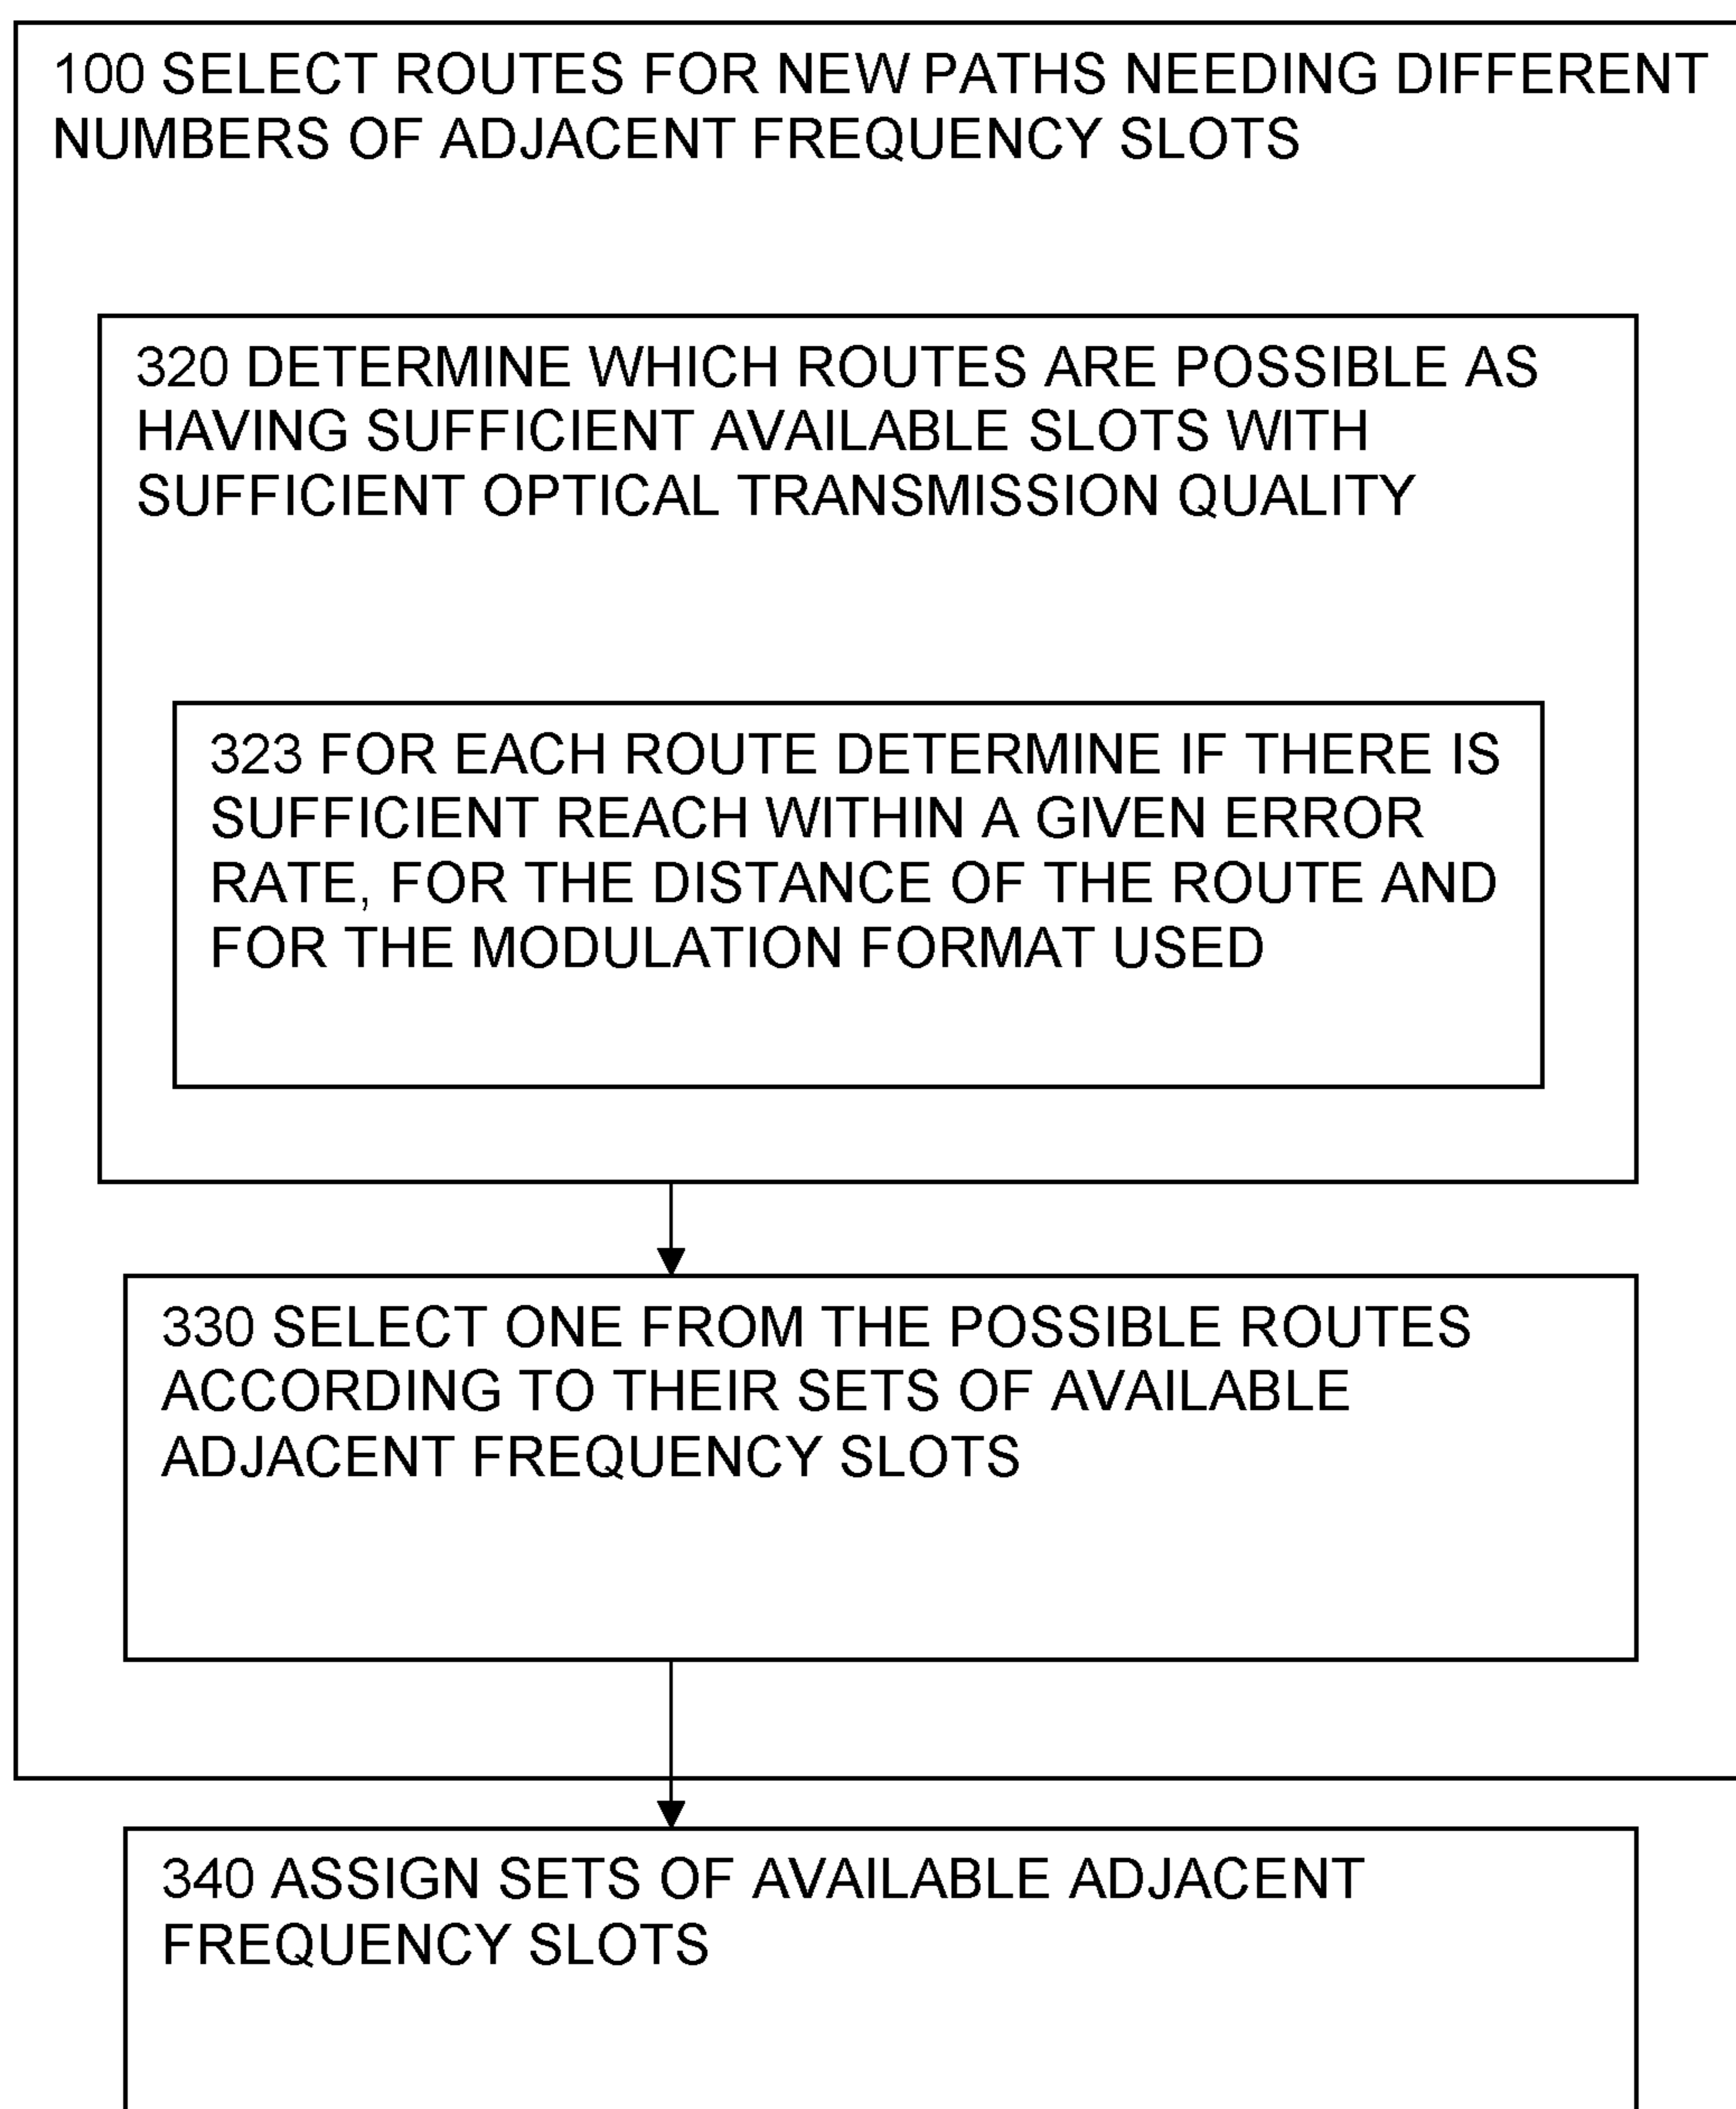 100 SELECT ROUTES FOR NEW PATHS NEEDING DIFFERENT
NUMBERS OF ADJACENT FREQUENCY SLOTS
320 DETERMINE WHICH ROUTES ARE POSSIBLE AS
HAVING SUFFICIENT AVAILABLE SLOTS WITH
SUFFICIENT OPTICAL TRANSMISSION QUALITY
323 FOR EACH ROUTE DETERMINE IF THERE IS
SUFFICIENT REACH WITHIN A GIVEN ERROR
RATE, FOR THE DISTANCE OF THE ROUTE AND
FOR THE MODULATION FORMAT USED
330 SELECT ONE FROM THE POSSIBLE ROUTES
ACCORDING TO THEIR SETS OF AVAILABLE
ADJACENT FREQUENCY SLOTS
340 ASSIGN SETS OF AVAILABLE ADJACENT
FREQUENCY SLOTS